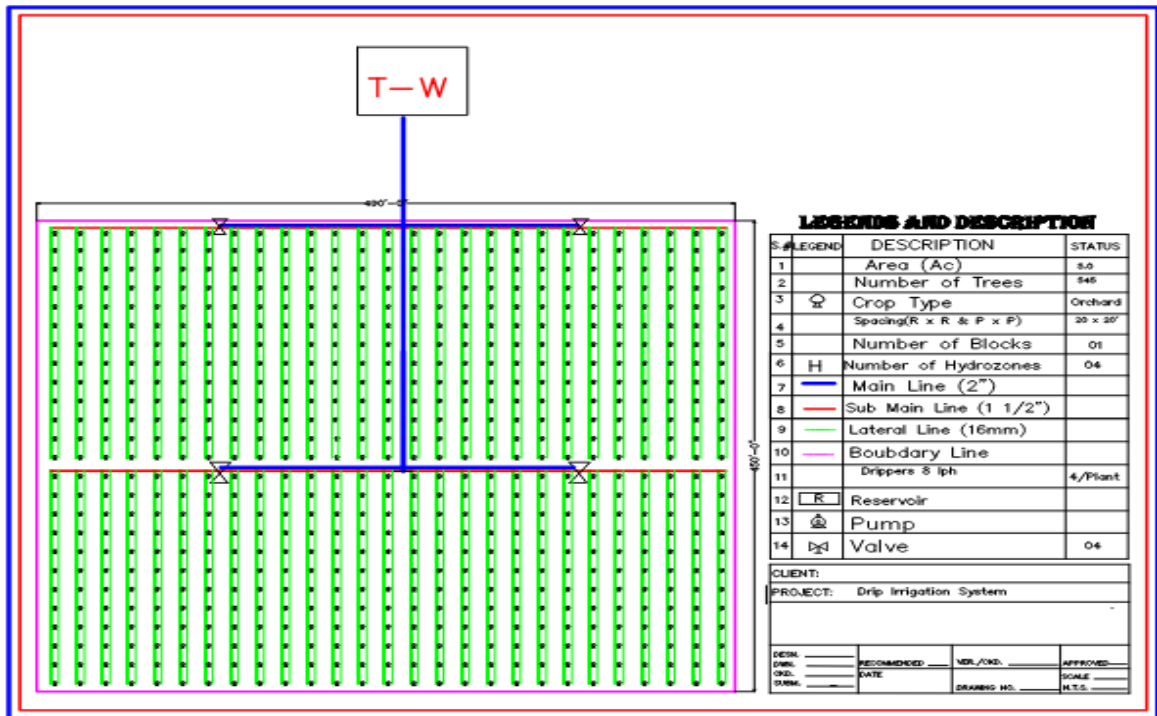 T-W
450'-0"
LEGENDS AND DESCRIPTION
S.# LEGEND DESCRIPTION STATUS
1 Area (Ac) 5.0
2 Number of Trees 545
3 Crop Type Orchard
4 Spacing(R x R & P x P) 20 x 20'
5 Number of Blocks 01
6 H Number of Hydrozones 04
7 Main Line (2")
8 Sub Main Line (1 1/2")
9 Lateral Line (16mm)
10 Boubdary Line
11 Drippers 8 lph 4/Plant
12 R Reservoir
13 Pump
14 Valve 04
CLIENT:
PROJECT: Drip Irrigation System
DESN.
DWN. RECOMMENDED VER./CKD. APPROVED
CKD. DATE SCALE
SUBM. DRAWING NO. N.T.S.